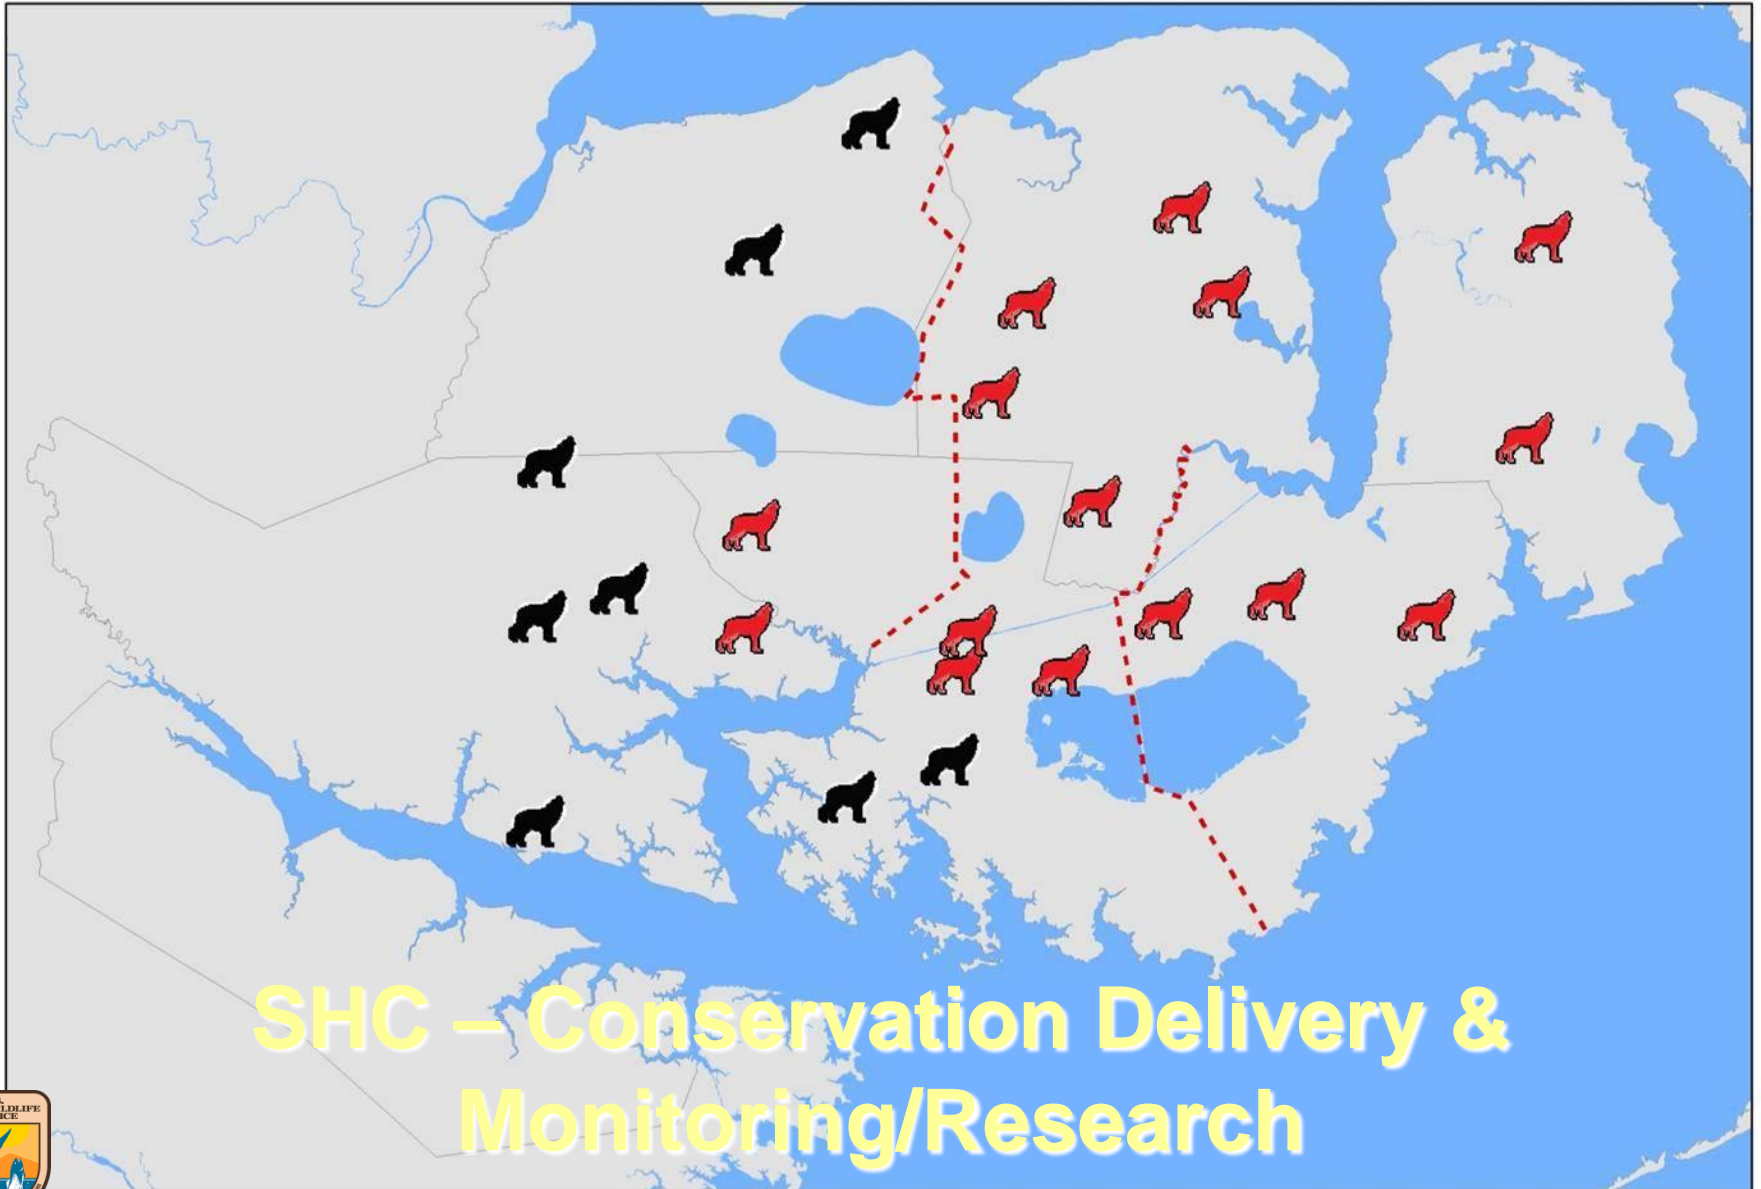 SHC – Conservation Delivery &
Monitoring/Research